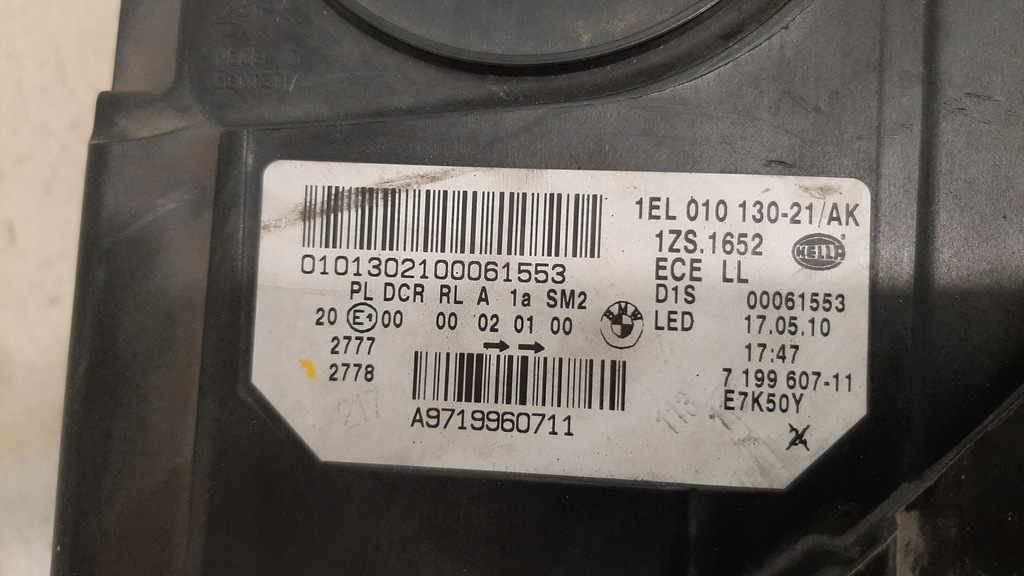 0101302100061553
PL DCR RL A 1a SM2
20 E1 00 00 02 01 00
2777
2778
A9719960711
1EL 010 130-21/AK
1ZS.1652
HELLA
ECE LL
D1S 00061553
BMW
LED 17.05.10
17:47
7 199 607-11
E7K50Y
24
217